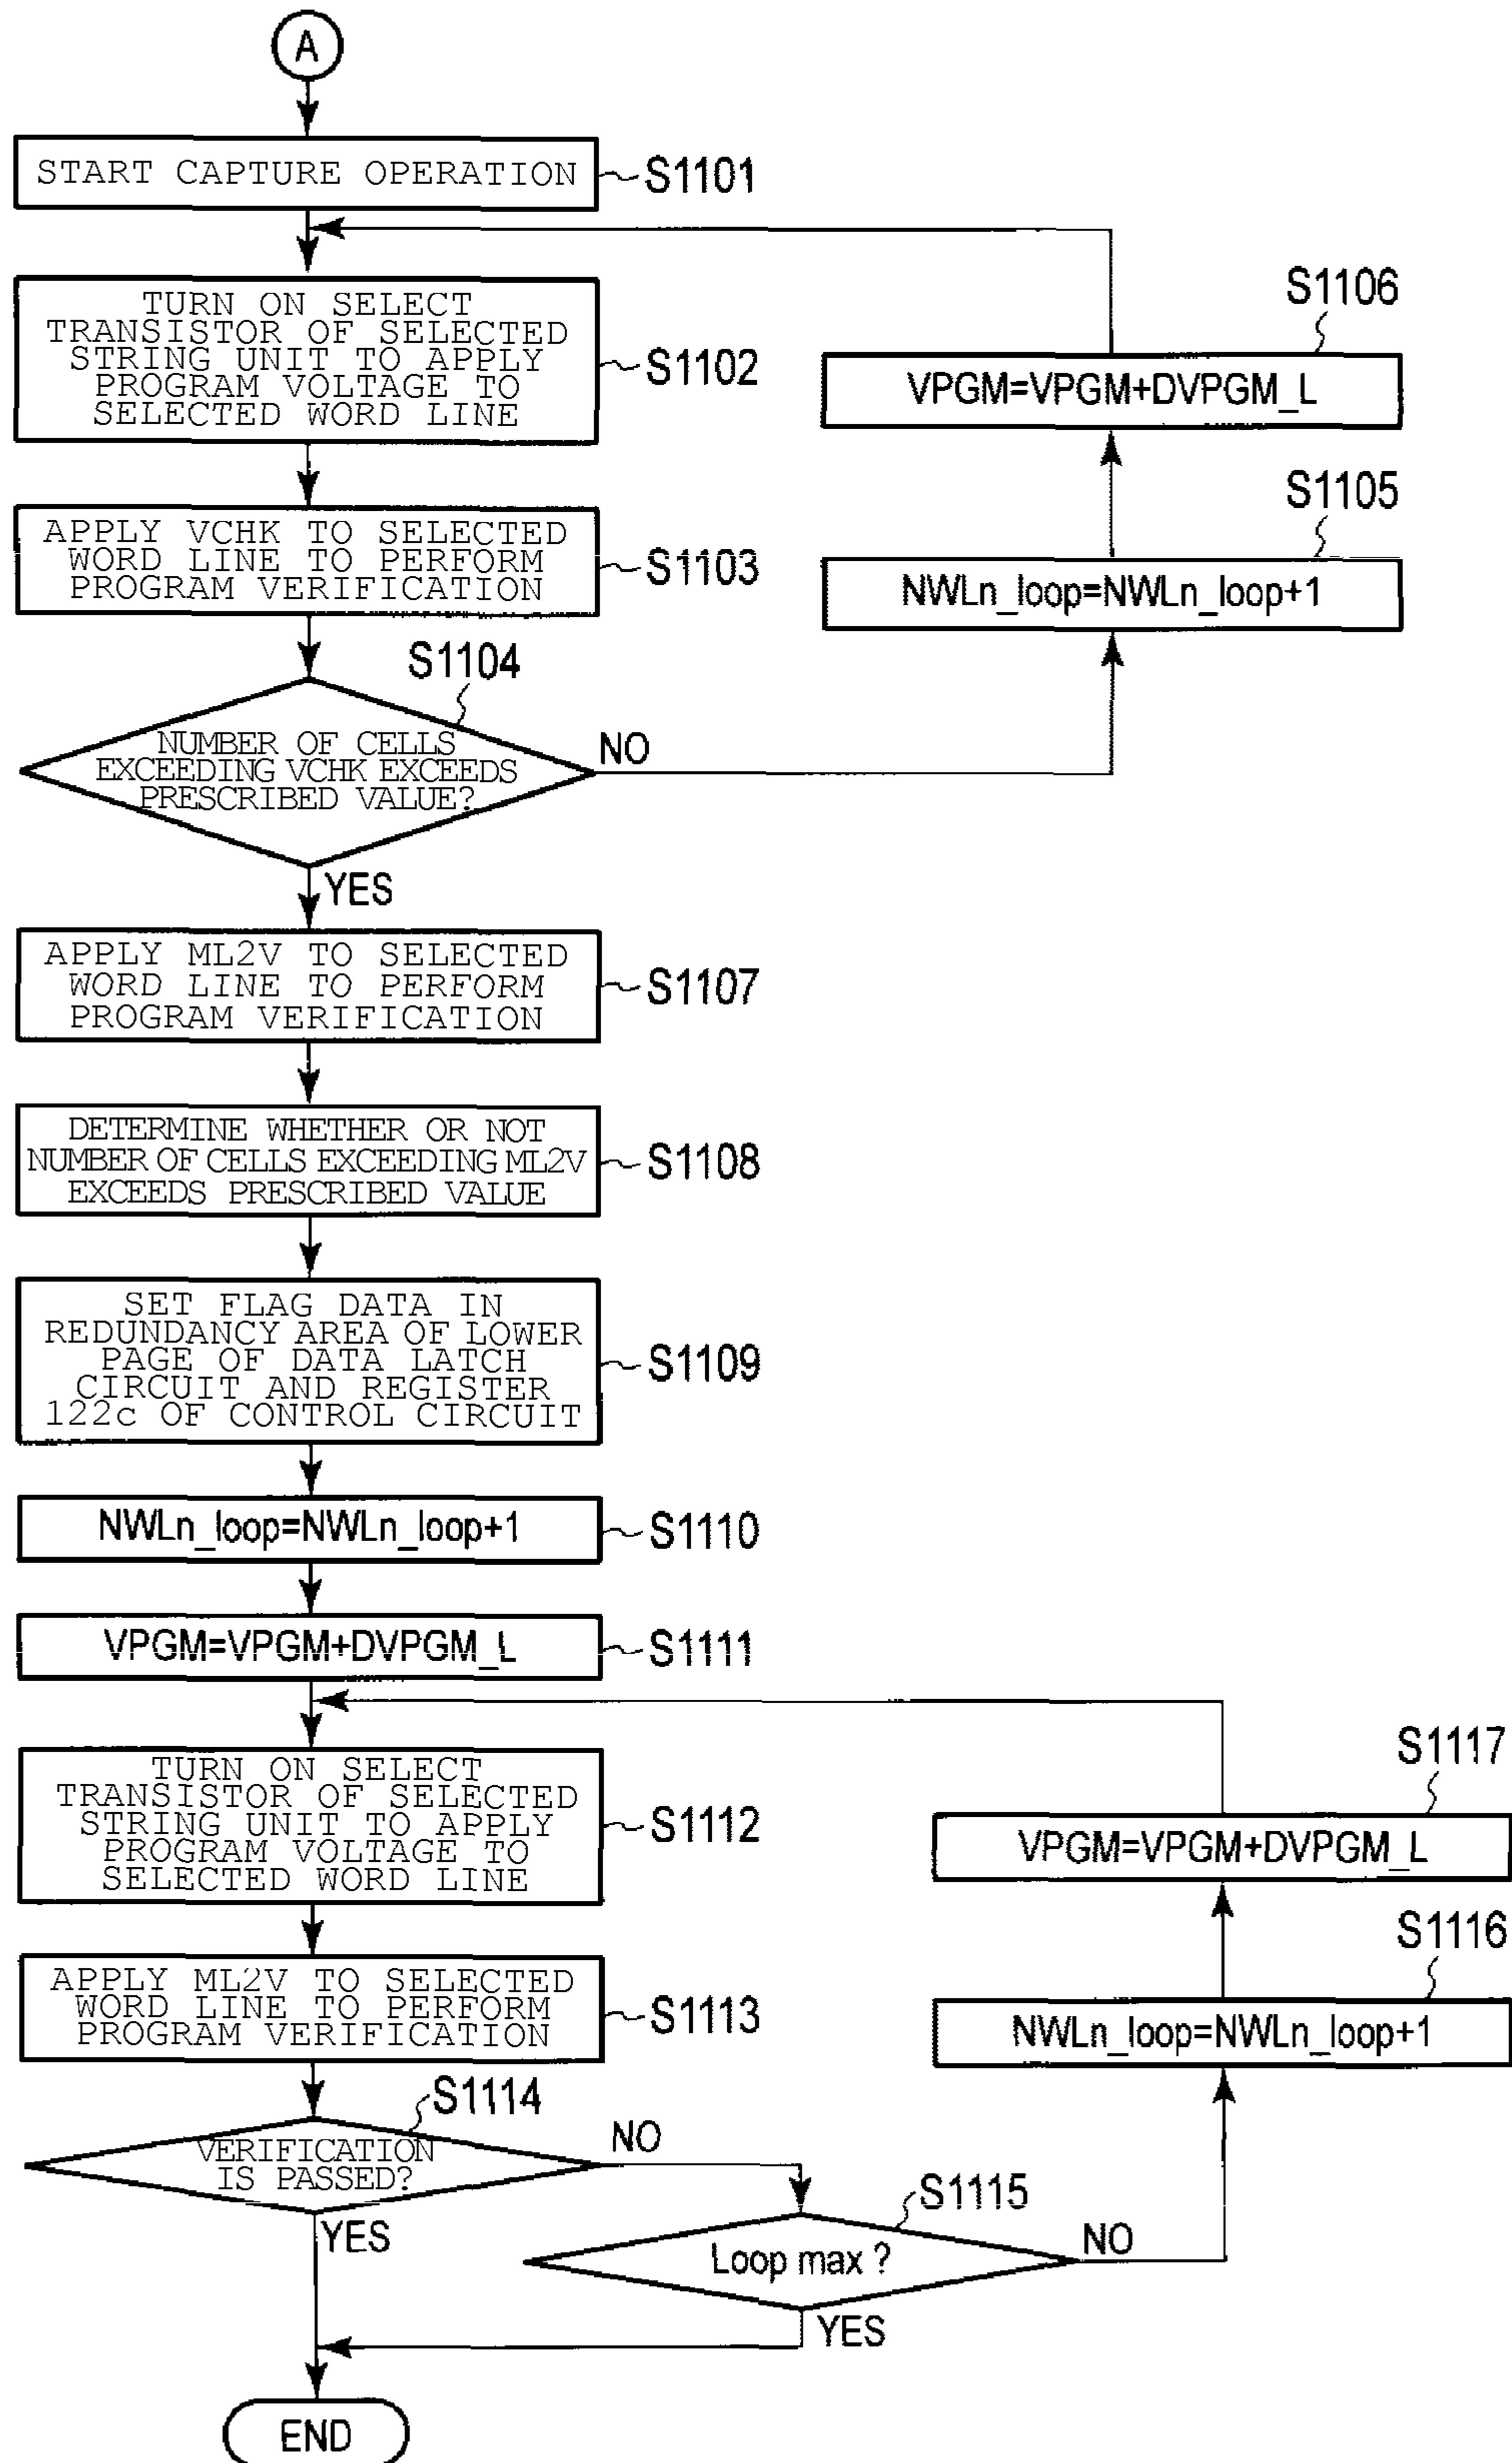 A
START CAPTURE OPERATION
S1101
TURN ON SELECT
TRANSISTOR OF SELECTED
STRING UNIT TO APPLY
PROGRAM VOLTAGE TO
SELECTED WORD LINE
S1102
S1106
VPGM=VPGM+DVPGM_L
APPLY VCHK TO SELECTED
WORD LINE TO PERFORM
PROGRAM VERIFICATION
S1103
S1105
NWLn_loop=NWLn_loop+1
S1104
NUMBER OF CELLS
EXCEEDING VCHK EXCEEDS
PRESCRIBED VALUE?
NO
YES
APPLY ML2V TO SELECTED
WORD LINE TO PERFORM
PROGRAM VERIFICATION
S1107
DETERMINE WHETHER OR NOT
NUMBER OF CELLS EXCEEDING ML2V
EXCEEDS PRESCRIBED VALUE
S1108
SET FLAG DATA IN
REDUNDANCY AREA OF LOWER
PAGE OF DATA LATCH
CIRCUIT AND REGISTER
122c OF CONTROL CIRCUIT
S1109
NWLn_loop=NWLn_loop+1
S1110
VPGM=VPGM+DVPGM_L
S1111
TURN ON SELECT
TRANSISTOR OF SELECTED
STRING UNIT TO APPLY
PROGRAM VOLTAGE TO
SELECTED WORD LINE
S1112
S1117
VPGM=VPGM+DVPGM_L
APPLY ML2V TO SELECTED
WORD LINE TO PERFORM
PROGRAM VERIFICATION
S1113
S1116
NWLn_loop=NWLn_loop+1
S1114
VERIFICATION
IS PASSED?
NO
YES
S1115
Loop max ?
NO
YES
END